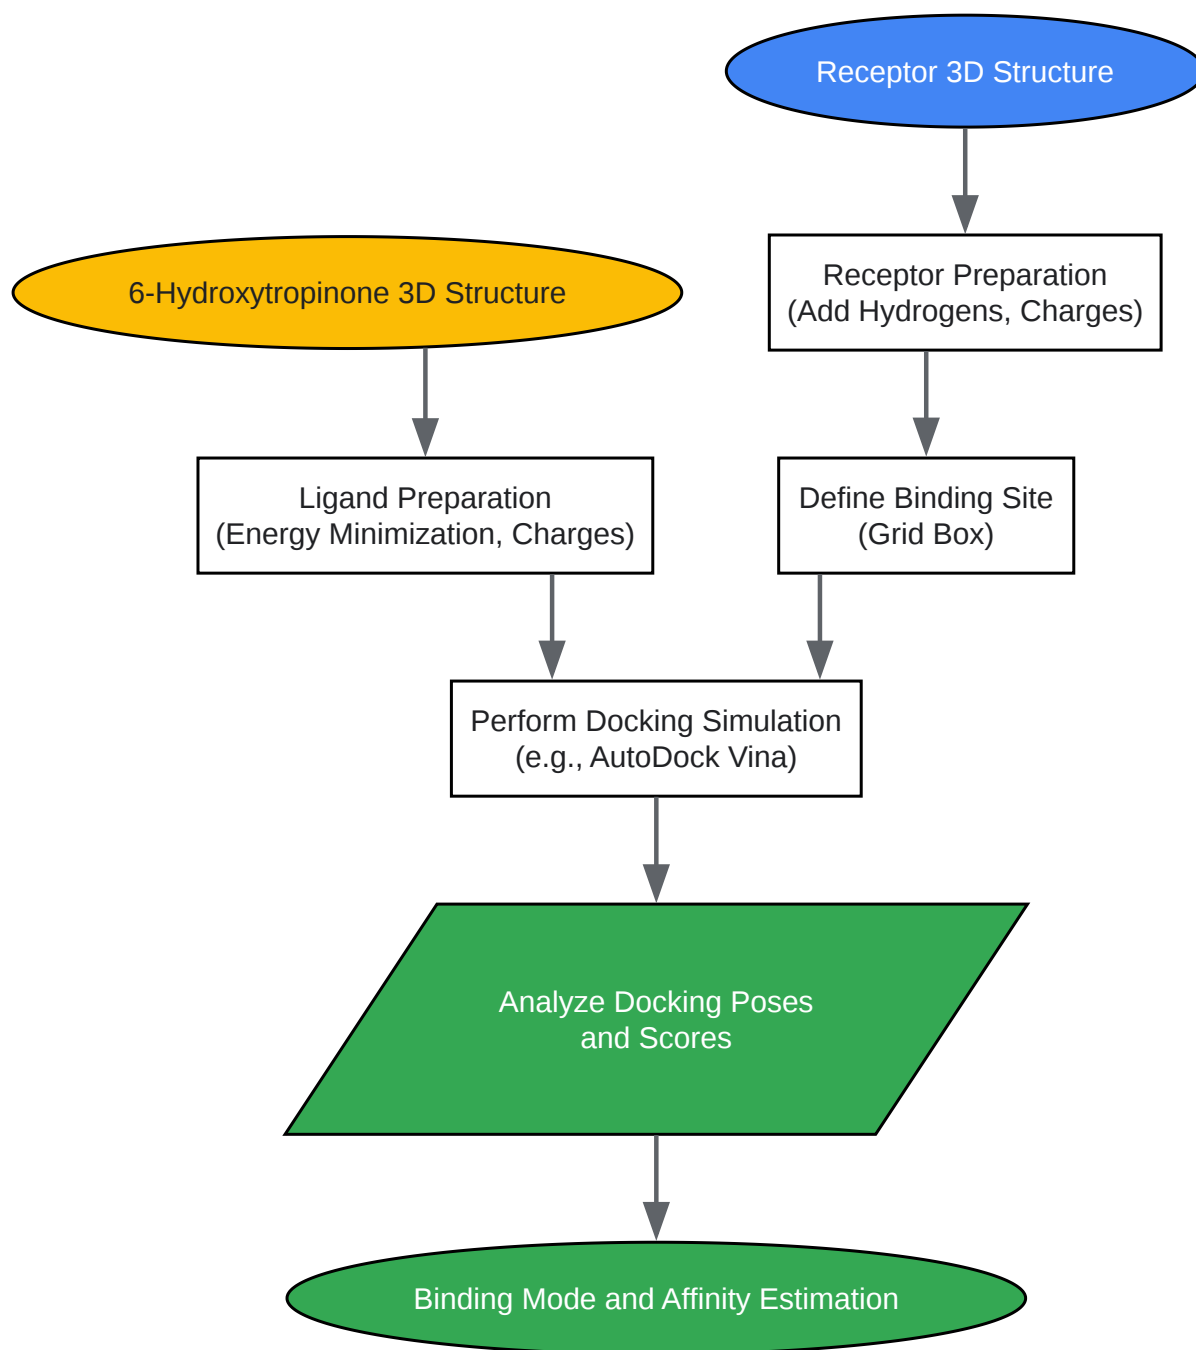 Receptor 3D Structure
6-Hydroxytropinone 3D Structure
Receptor Preparation
(Add Hydrogens, Charges)
Ligand Preparation
(Energy Minimization, Charges)
Define Binding Site
(Grid Box)
Perform Docking Simulation
(e.g., AutoDock Vina)
Analyze Docking Poses
and Scores
Binding Mode and Affinity Estimation